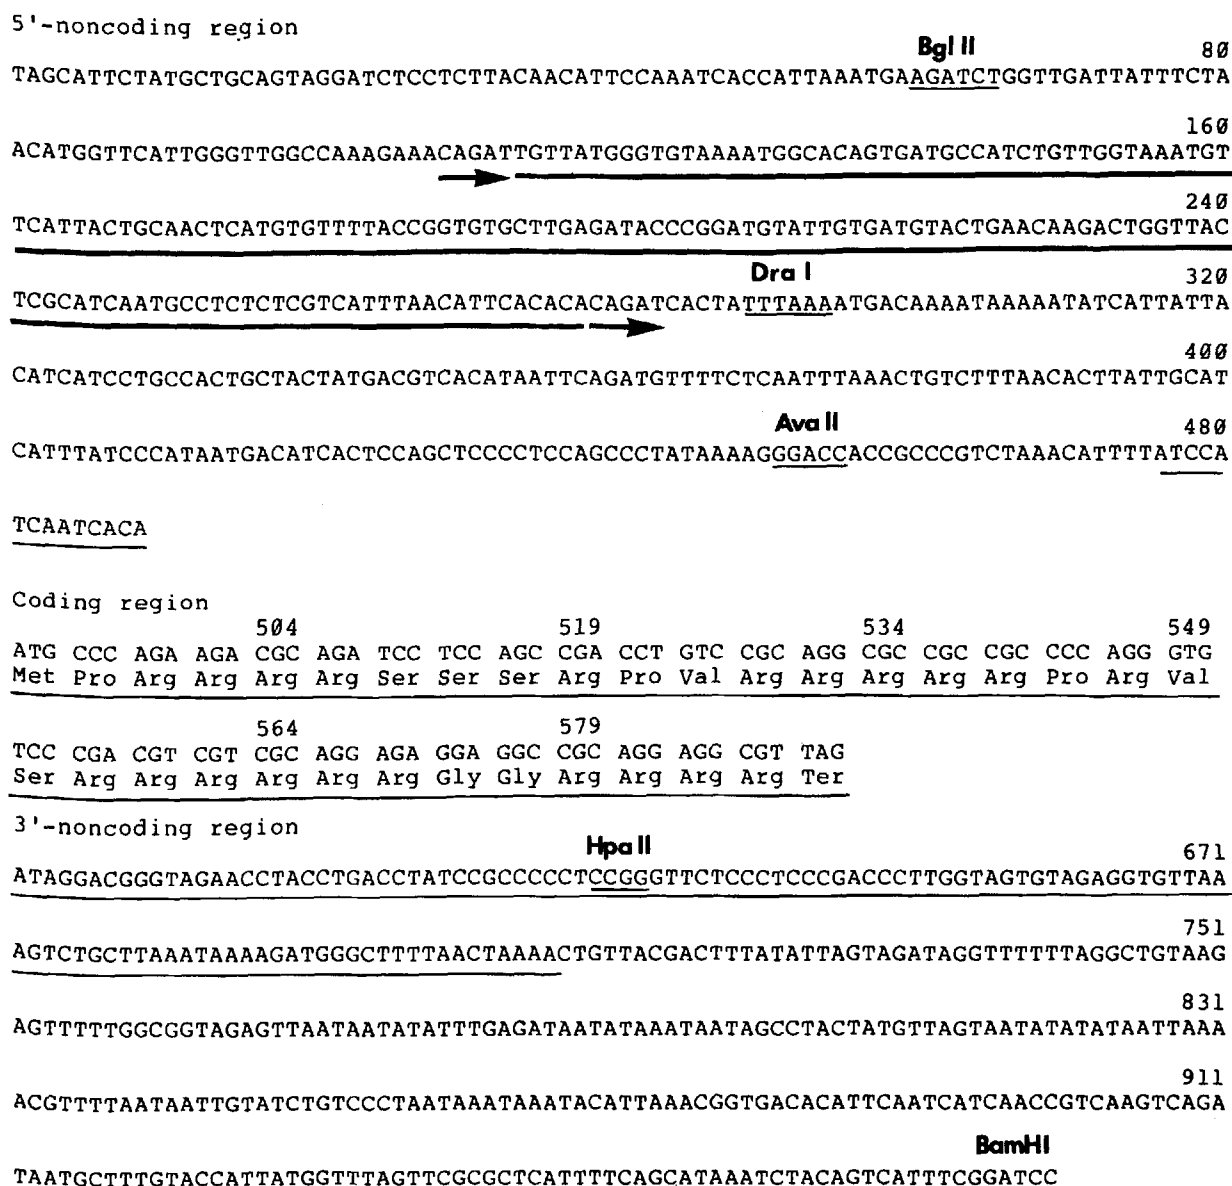 5'-noncoding region
Bgl II 80
TAGCATTCTATGCTGCAGTAGGATCTCCTCTTACAACATTCCAAATCACCATTAAATGAAGATCTGGTTGATTATTTCTA
160
ACATGGTTCATTGGGTTGGCCAAAGAAACAGATTGTTATGGGTGTAAAATGGCACAGTGATGCCATCTGTTGGTAAATGT
240
TCATTACTGCAACTCATGTGTTTTACCGGTGTGCTTGAGATACCCGGATGTATTGTGATGTACTGAACAAGACTGGTTAC
Dra I 320
TCGCATCAATGCCTCTCTCGTCATTTAACATTCACACACAGATCACTATTTAAAATGACAAAATAAAAATATCATTATTA
400
CATCATCCTGCCACTGCTACTATGACGTCACATAATTCAGATGTTTTCTCAATTTAAACTGTCTTTAACACTTATTGCAT
Ava II 480
CATTTATCCCATAATGACATCACTCCAGCTCCCCTCCAGCCCTATAAAAGGGACCACCGCCCGTCTAAACATTTTATCCA
TCAATCACA
Coding region
504 519 534 549
ATG CCC AGA AGA CGC AGA TCC TCC AGC CGA CCT GTC CGC AGG CGC CGC CGC CCC AGG GTG
Met Pro Arg Arg Arg Arg Ser Ser Ser Arg Pro Val Arg Arg Arg Arg Arg Pro Arg Val
564 579
TCC CGA CGT CGT CGC AGG AGA GGA GGC CGC AGG AGG CGT TAG
Ser Arg Arg Arg Arg Arg Arg Gly Gly Arg Arg Arg Arg Ter
3'-noncoding region
Hpa II 671
ATAGGACGGGTAGAACCTACCTGACCTATCCGCCCCCTCCGGGTTCTCCCTCCCGACCCTTGGTAGTGTAGAGGTGTTAA
751
AGTCTGCTTAAATAAAAGATGGGCTTTTAACTAAAACTGTTACGACTTTATATTAGTAGATAGGTTTTTTAGGCTGTAAG
831
AGTTTTTGGCGGTAGAGTTAATAATATATTTGAGATAATATAAATAATAGCCTACTATGTTAGTAATATATATAATTAAA
911
ACGTTTTAATAATTGTATCTGTCCCTAATAAATAAATACATTAAACGGTGACACATTCAATCATCAACCGTCAAGTCAGA
BamHI
TAATGCTTTGTACCATTATGGTTTAGTTCGCGCTCATTTTCAGCATAAATCTACAGTCATTTCGGATCC